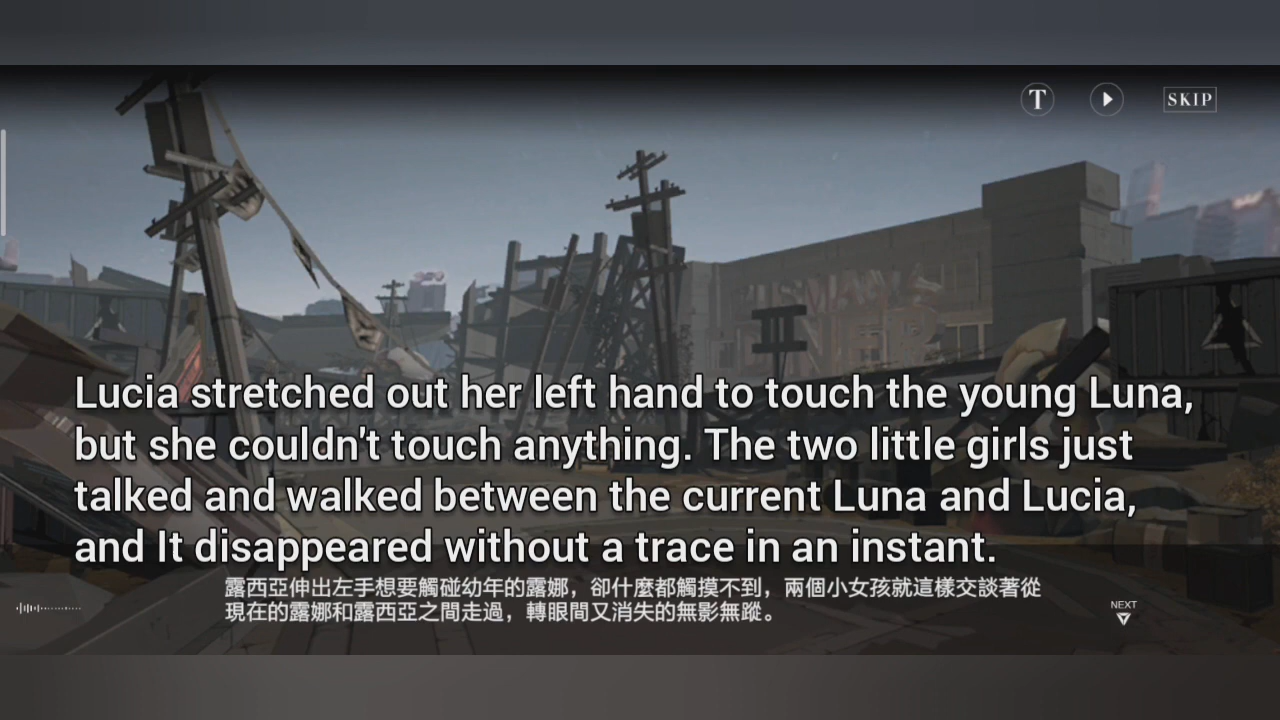 T
SKIP
Lucia stretched out her left hand to touch the young Luna,
but she couldn't touch anything. The two little girls just
talked and walked between the current Luna and Lucia,
and It disappeared without a trace in an instant.
露西亞伸出左手想要觸碰幼年的露娜，卻什麼都觸摸不到，兩個小女孩就這樣交談著從
現在的露娜和露西亞之間走過，轉眼間又消失的無影無蹤。
NEXT